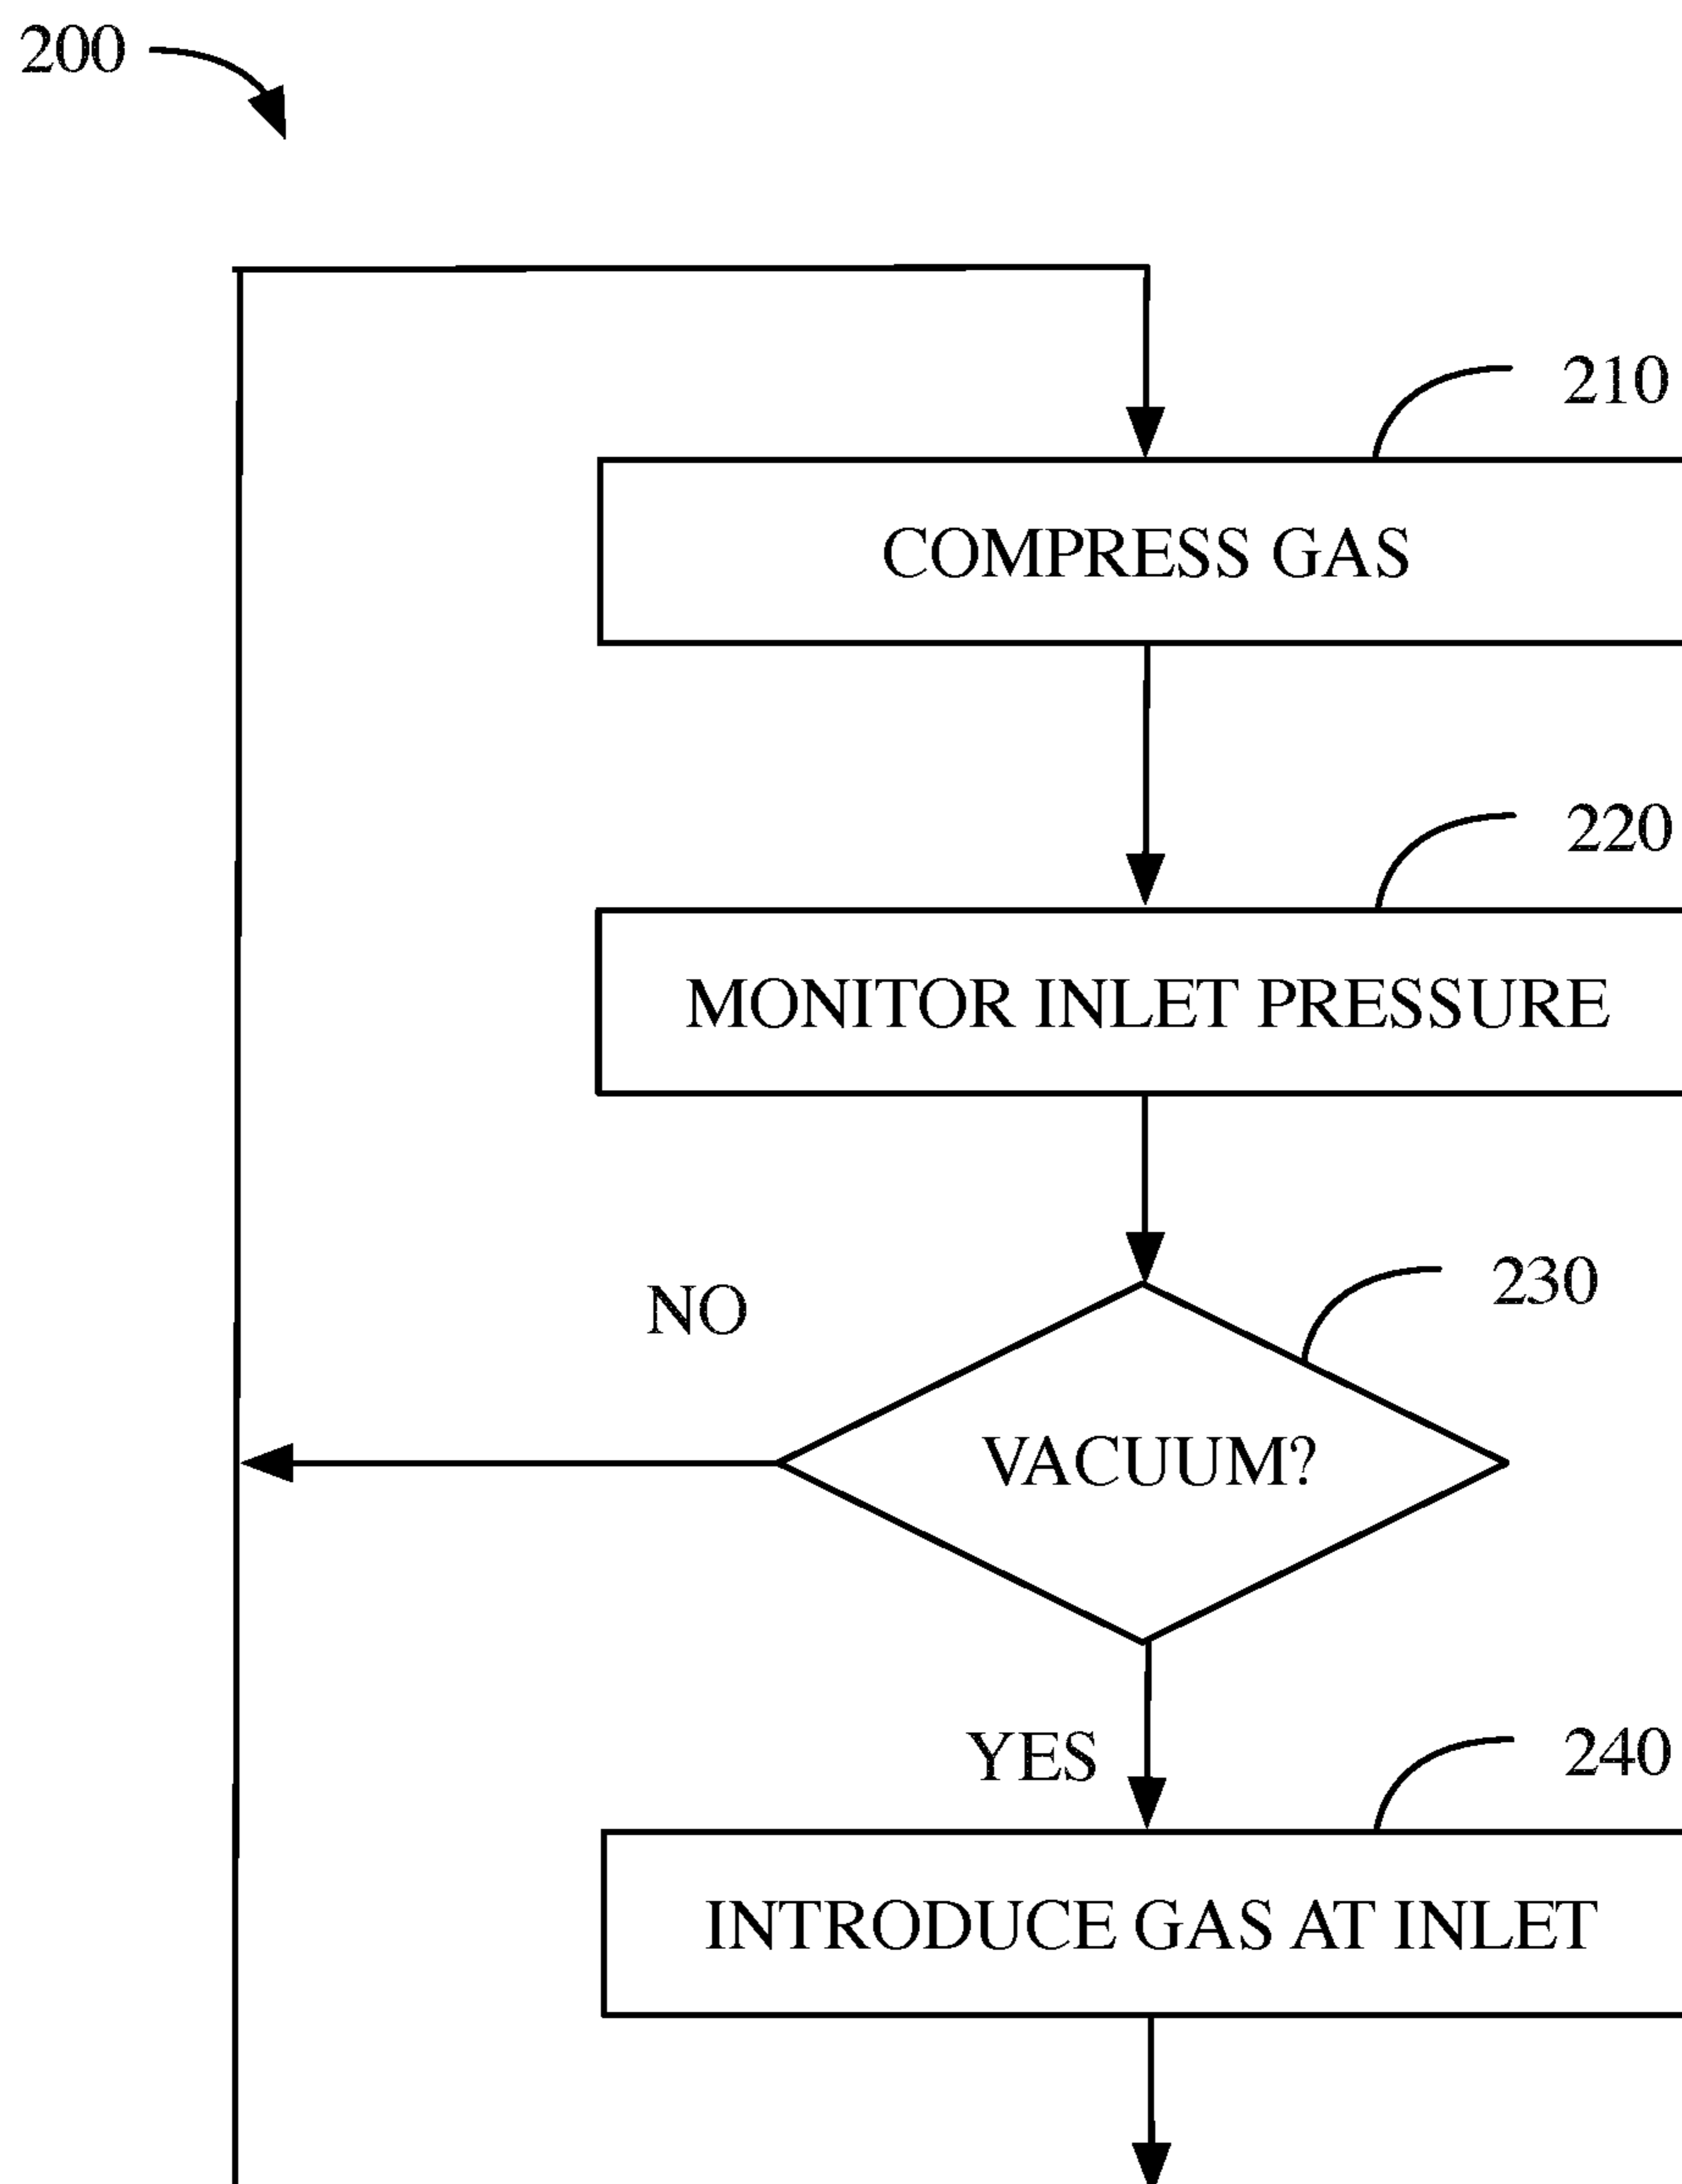 200
210
COMPRESS GAS
220
MONITOR INLET PRESSURE
230
NO
VACUUM?
YES
240
INTRODUCE GAS AT INLET